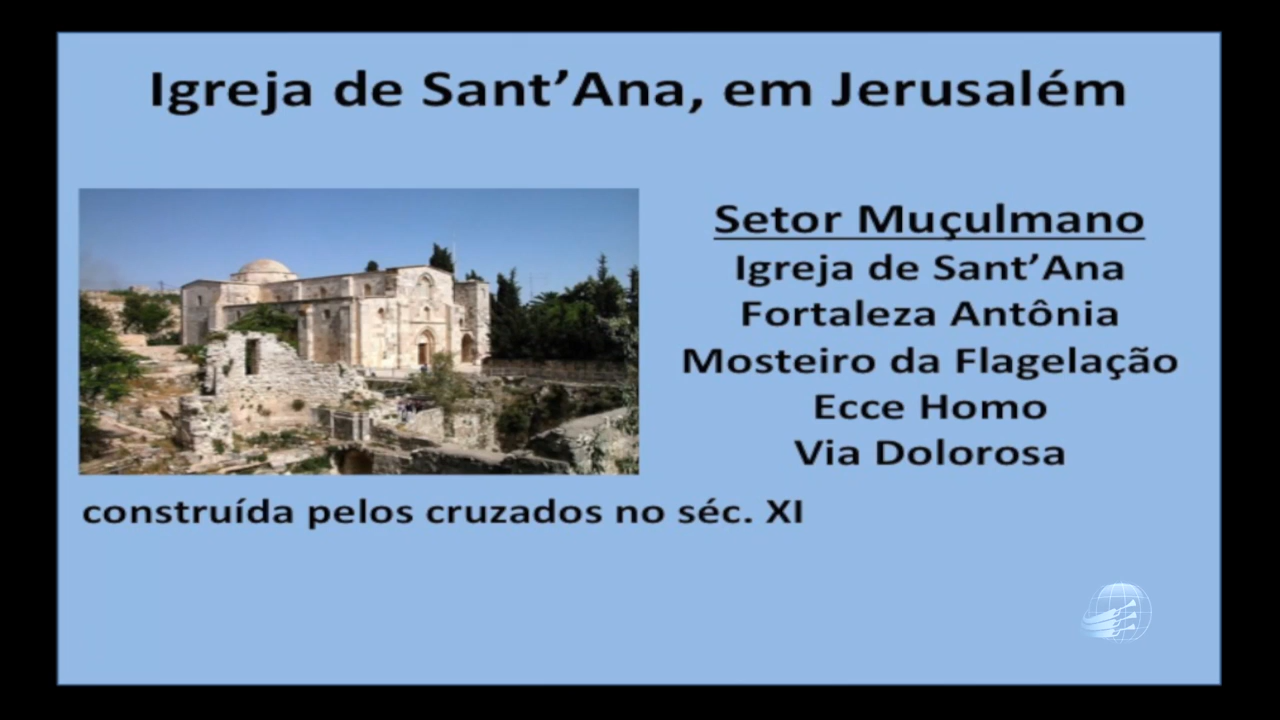 Igreja de Sant’Ana, em Jerusalém
Setor Muçulmano
Igreja de Sant’Ana
Fortaleza Antônia
Mosteiro da Flagelação
Ecce Homo
Via Dolorosa
construída pelos cruzados no séc. XI